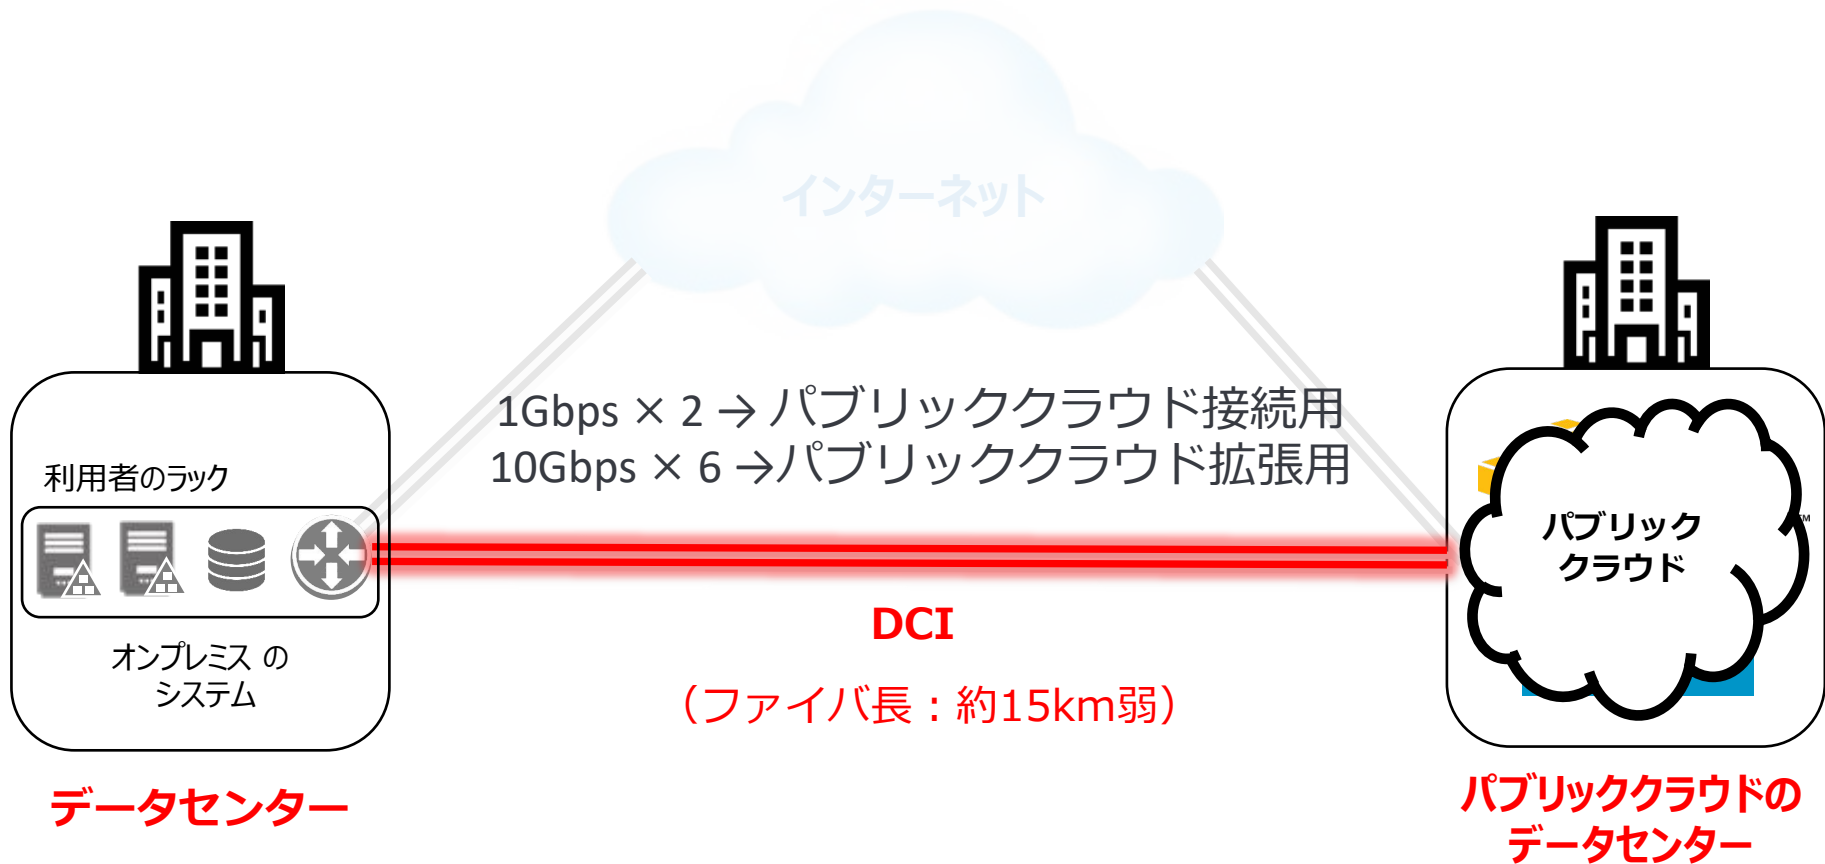 インターネット
1Gbps × 2 → パブリッククラウド接続用
10Gbps × 6 →パブリッククラウド拡張用
利用者のラック
オンプレミス の
システム
データセンター
DCI
（ファイバ長：約15km弱）
パブリック
クラウド
TM
パブリッククラウドの
データセンター